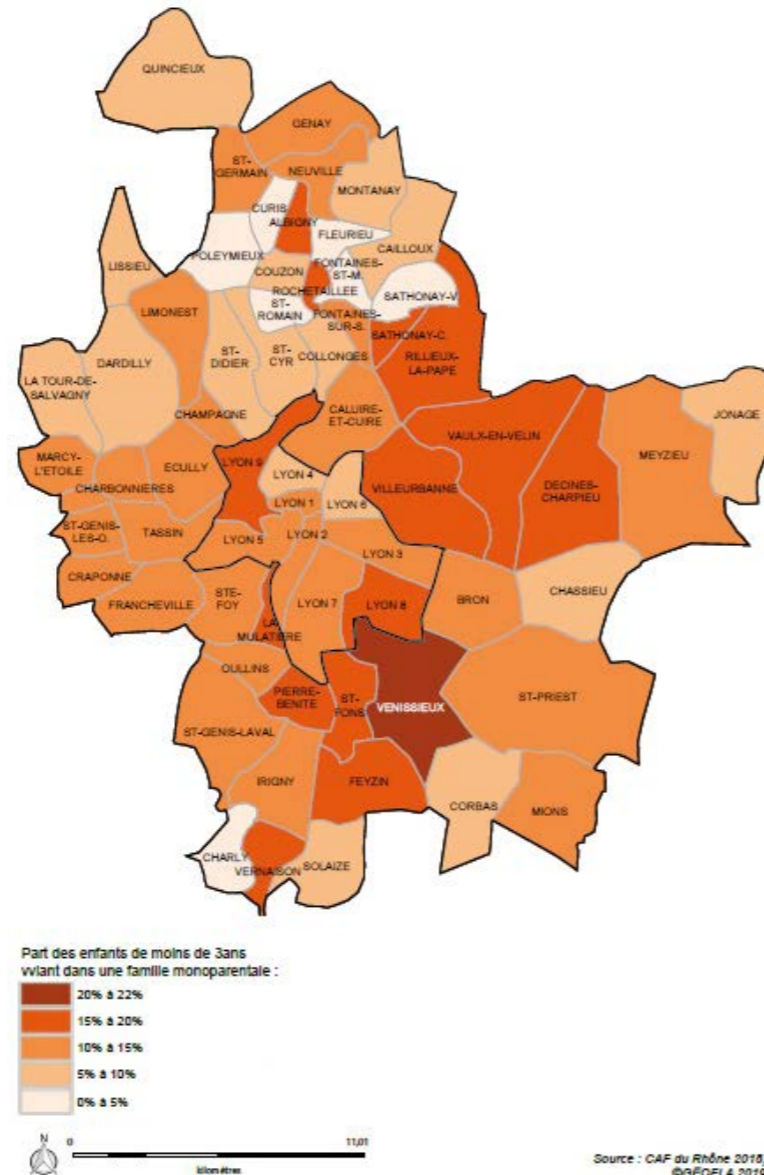 QUINCIEUX
GENAY
ST-
GERMAIN
NEUVILLE
MONTANAY
CURIS
ALBIGNY
FLEURIEU
CAILLOUX
POLEYMIEUX
FONTAINES-
ST-M.
LISSIEU
COUZON
ROCHETAILLEE
SATHONAY-V.
LIMONEST
ST-
ROMAIN
FONTAINES-
SUR-S.
SATHONAY-C.
RILLIEUX-
LA-PAPE
DARDILLY
ST-
DIDIER
ST-
CYR
COLLONGES
LA TOUR-DE-
SALVAGNY
CHAMPAGNE
CALUIRE-
ET-CUIRE
JONAGE
VAULX-EN-VELIN
MEYZIEU
MARCY-
L'ETOILE
ECULLY
LYON 9
LYON 4
VILLEURBANNE
DECINES-
CHARPIEU
CHARBONNIERES
LYON 1
LYON 6
ST-GENIS-
LES-O.
TASSIN
LYON 5
LYON 2
LYON 3
CRAPONNE
FRANCHEVILLE
STE-
FOY
LYON 7
LYON 8
BRON
CHASSIEU
LA
MULATIERE
OULLINS
PIERRE-
BENITE
ST-
FONS
VENISSIEUX
ST-PRIEST
ST-GENIS-LAVAL
IRIGNY
FEYZIN
CORBAS
MIONS
CHARLY
VERNAISON
SOLAIZE
Part des enfants de moins de 3ans
vviant dans une famille monoparentale :
20% à 22%
15% à 20%
10% à 15%
5% à 10%
0% à 5%
N
0 11,01
kilomètres
Source : CAF du Rhône 2016,
©GÉOELA 2019